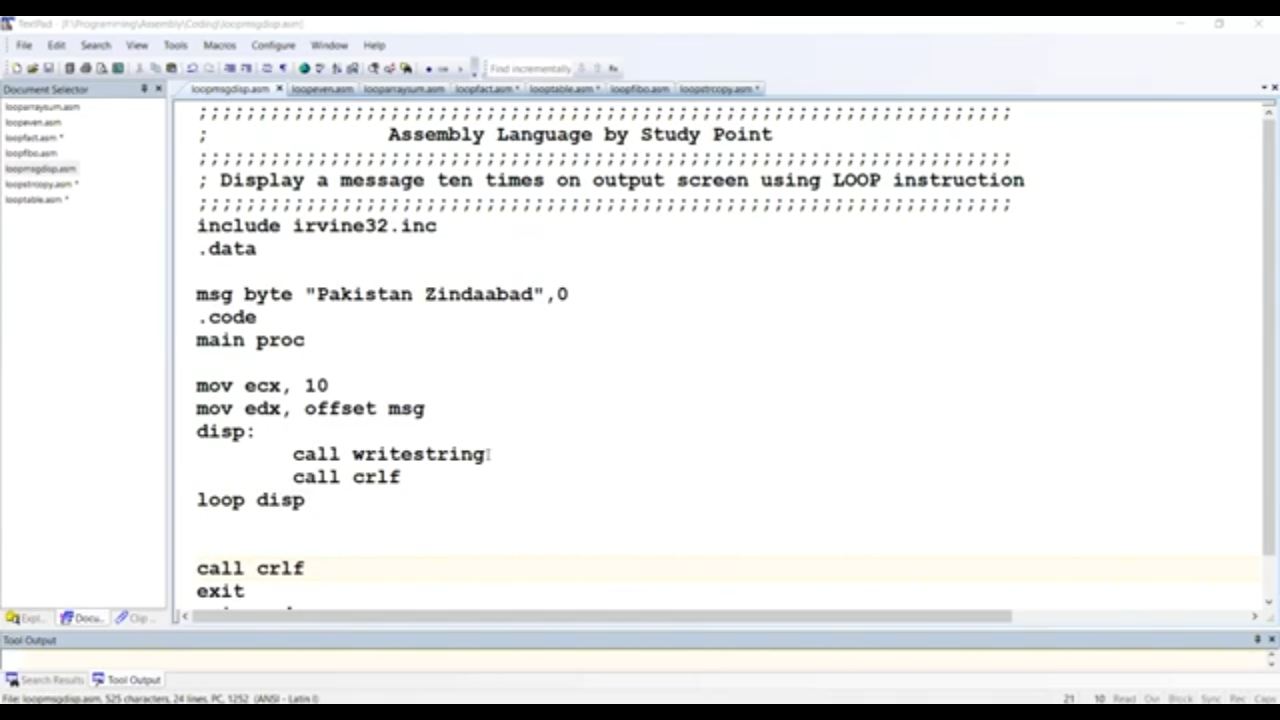 TextPad - [F:\Programming\Assembly\Coding\loopmsgdisp.asm]
File Edit Search View Tools Macros Configure Window Help
Find incrementally
Document Selector
loopmsgdisp.asm loopeven.asm looparraysum.asm loopfact.asm * looptable.asm * loopfibo.asm loopstrcopy.asm *
looparraysum.asm
loopeven.asm
loopfact.asm *
loopfibo.asm
loopmsgdisp.asm
loopstrcopy.asm *
looptable.asm *
; Assembly Language by Study Point
; Display a message ten times on output screen using LOOP instruction
include irvine32.inc
.data
msg byte "Pakistan Zindaabad",0
.code
main proc
mov ecx, 10
mov edx, offset msg
disp:
call writestring
call crlf
loop disp
call crlf
exit
Expl... Docu... Clip ...
Tool Output
Search Results Tool Output
File: loopmsgdisp.asm, 525 characters, 24 lines, PC, 1252 (ANSI - Latin I) 21 10 Read Ovr Block Sync Rec Caps